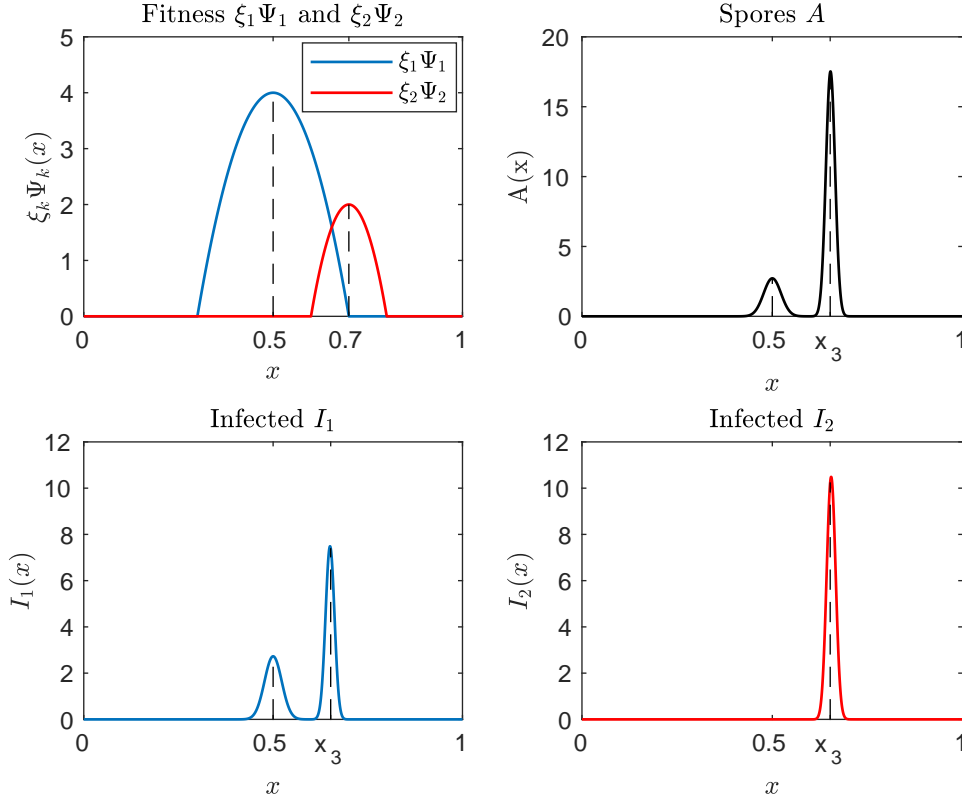 Fitness ξ₁Ψ₁ and ξ₂Ψ₂
5
4
3
2
1
0
ξₖΨₖ(x)
ξ₁Ψ₁
ξ₂Ψ₂
0
0.5
0.7
1
x
Spores A
20
15
10
5
0
A(x)
0
0.5
x₃
1
x
Infected I₁
12
10
8
6
4
2
0
I₁(x)
0
0.5
x₃
1
x
Infected I₂
12
10
8
6
4
2
0
I₂(x)
0
0.5
x₃
1
x